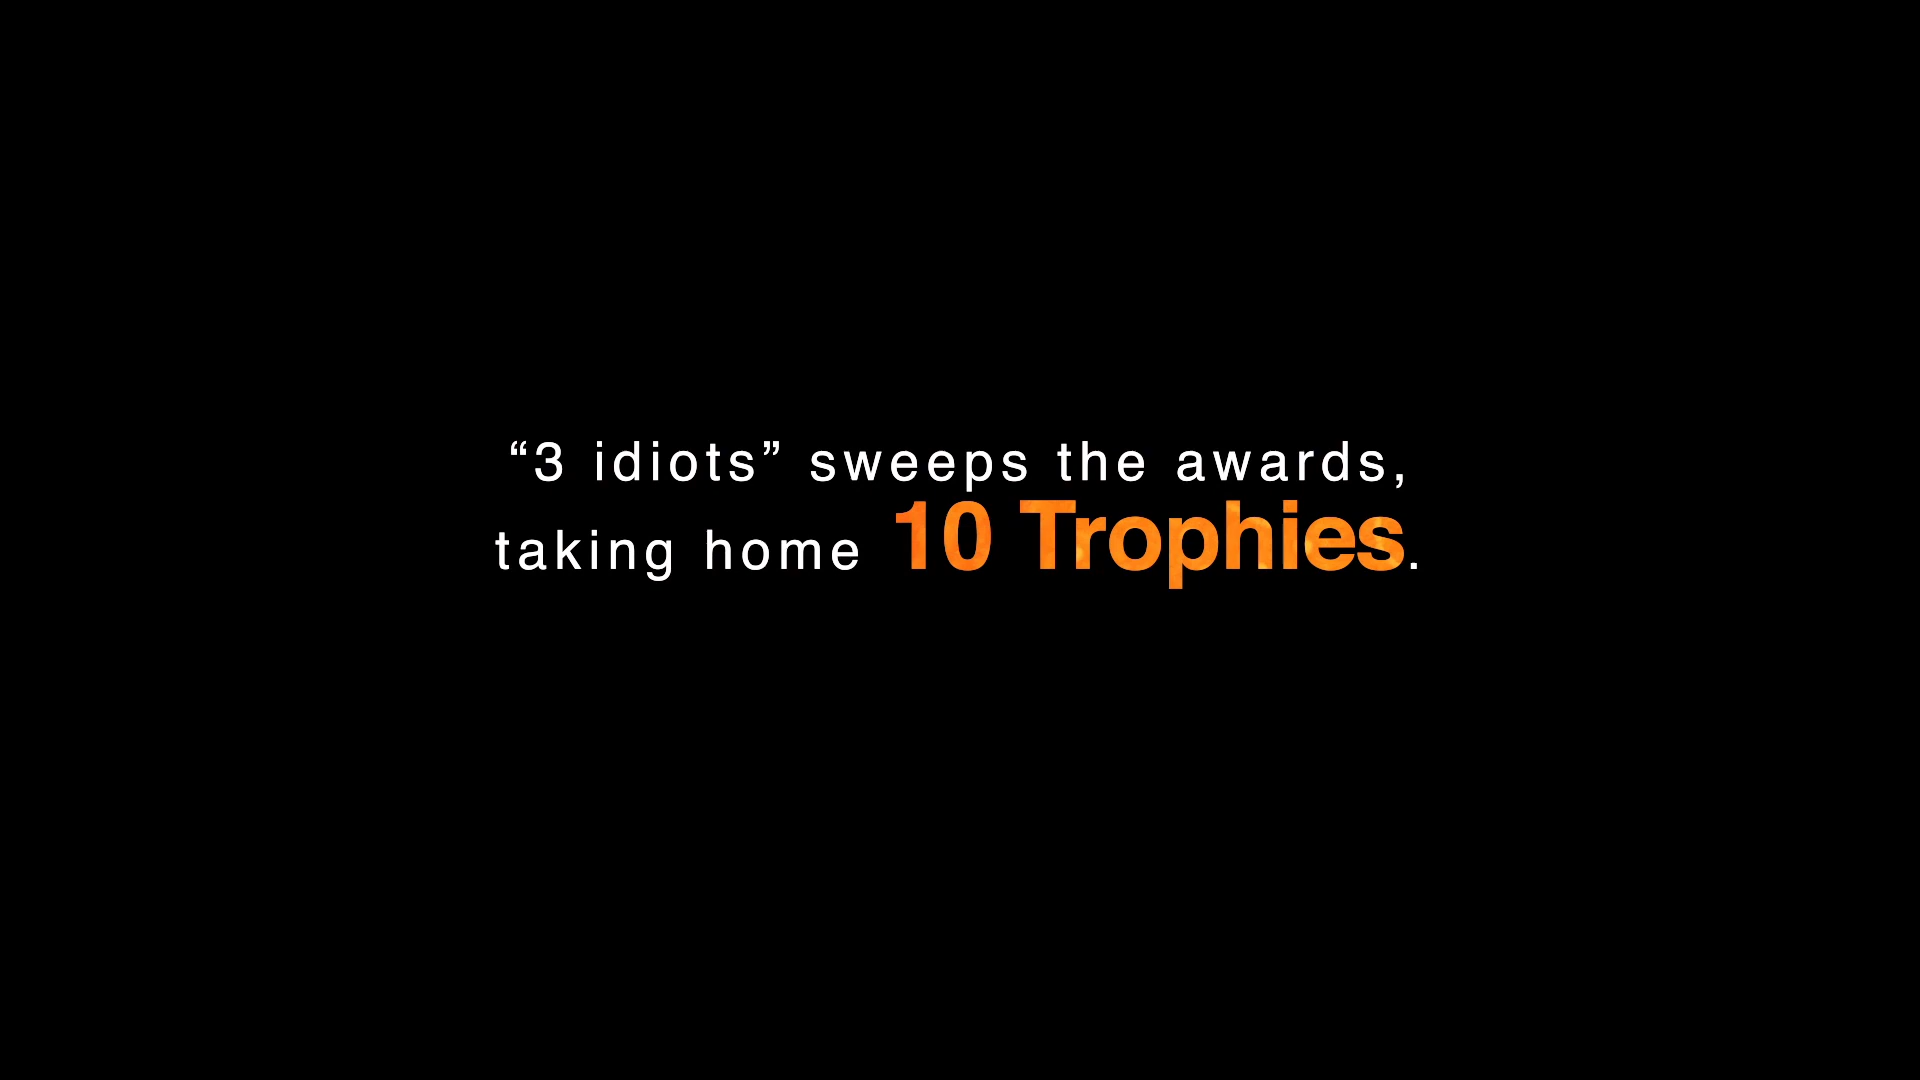 “3 idiots” sweeps the awards,
taking home 10 Trophies.